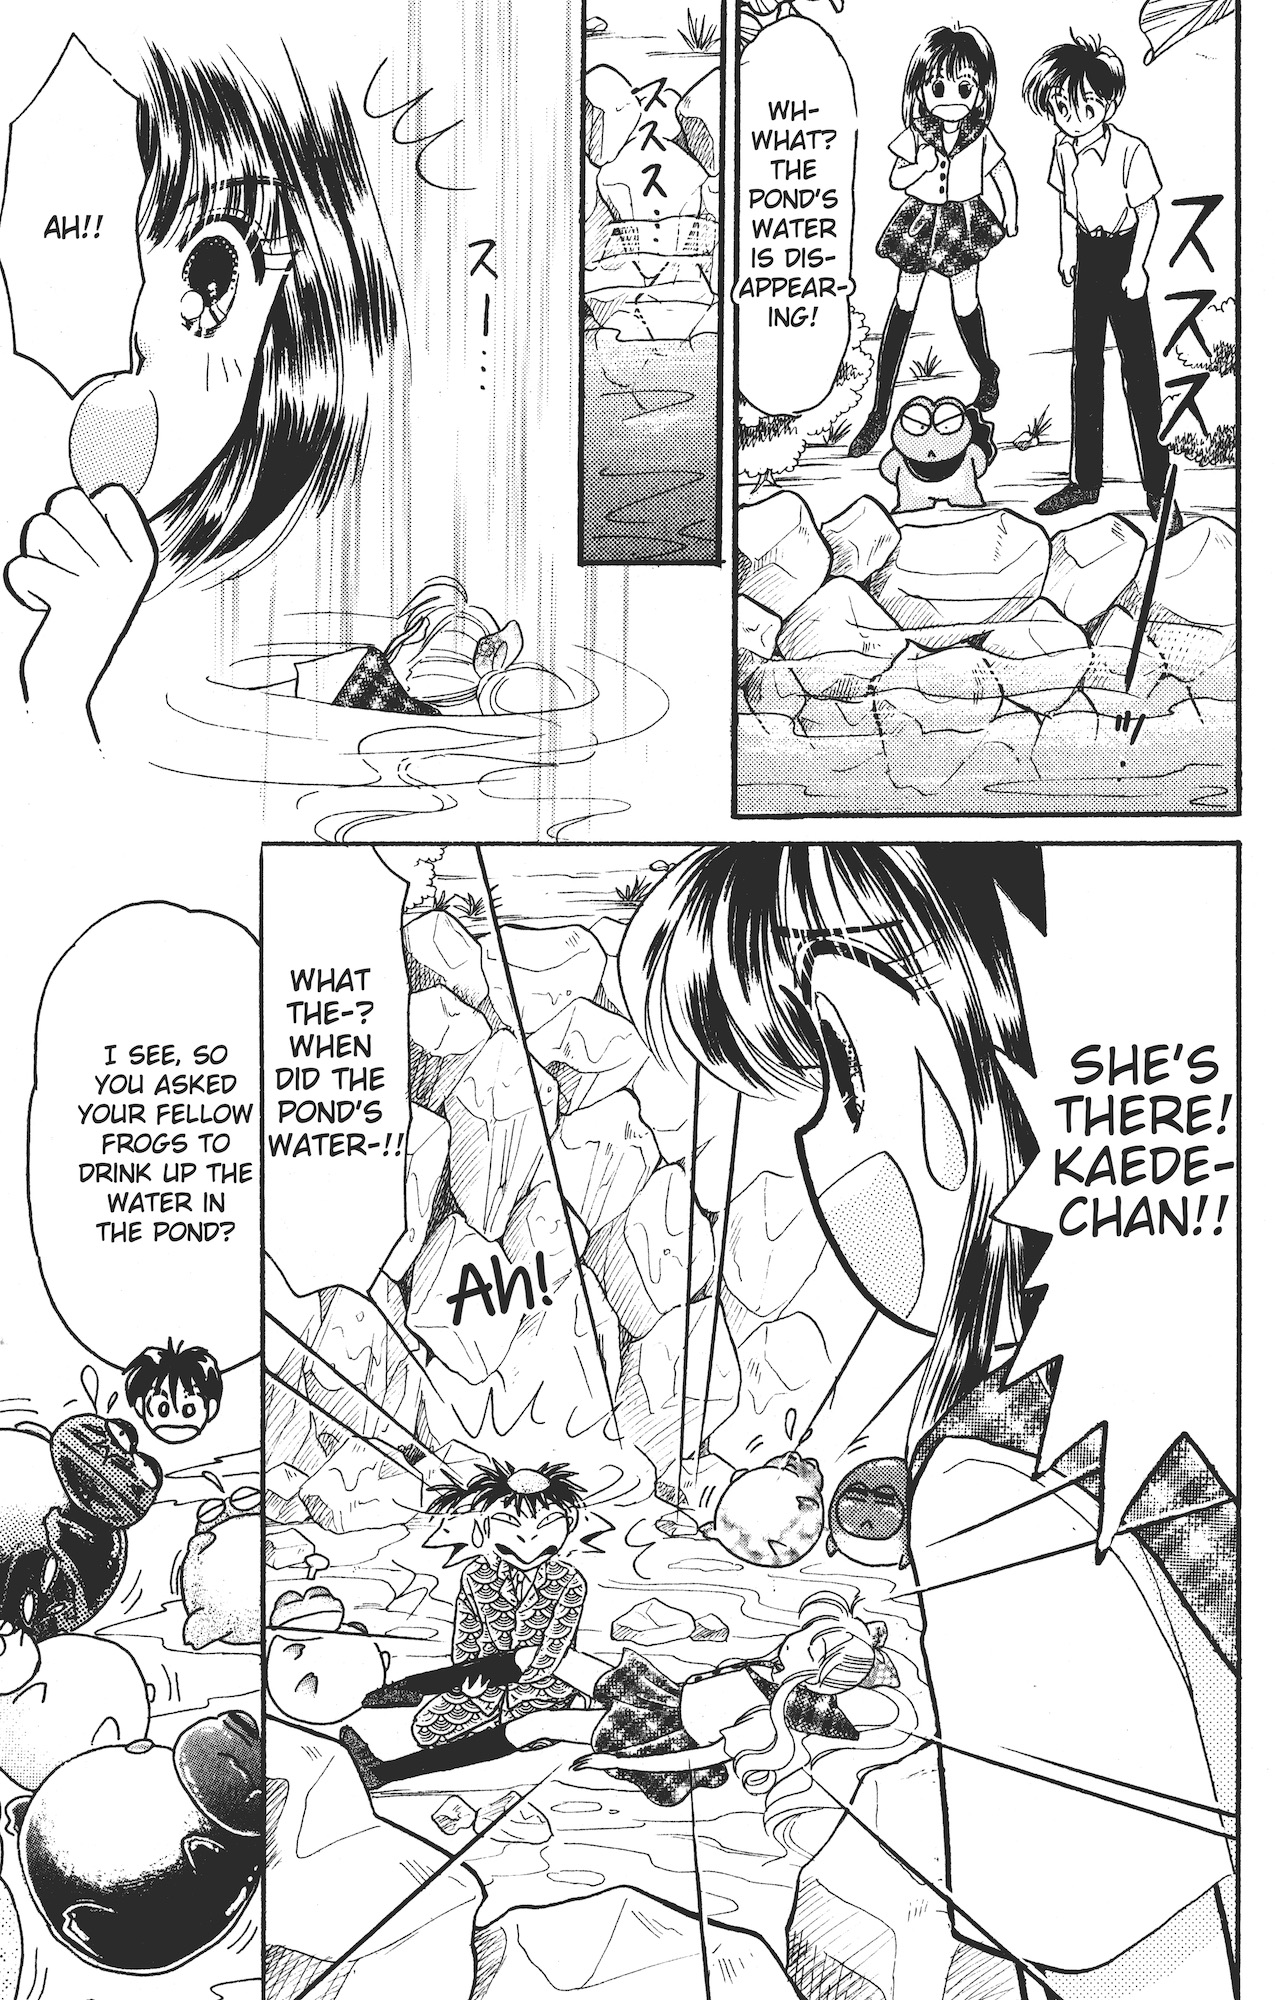 WH-
WHAT?
THE
POND'S
WATER
IS DIS-
APPEAR-
ING!
ススス
ッ…
ススス…
スー…
AH!!
SHE'S
THERE!
KAEDE-
CHAN!!
WHAT
THE-?
WHEN
DID THE
POND'S
WATER-!!
Ah!
I SEE, SO
YOU ASKED
YOUR FELLOW
FROGS TO
DRINK UP THE
WATER IN
THE POND?